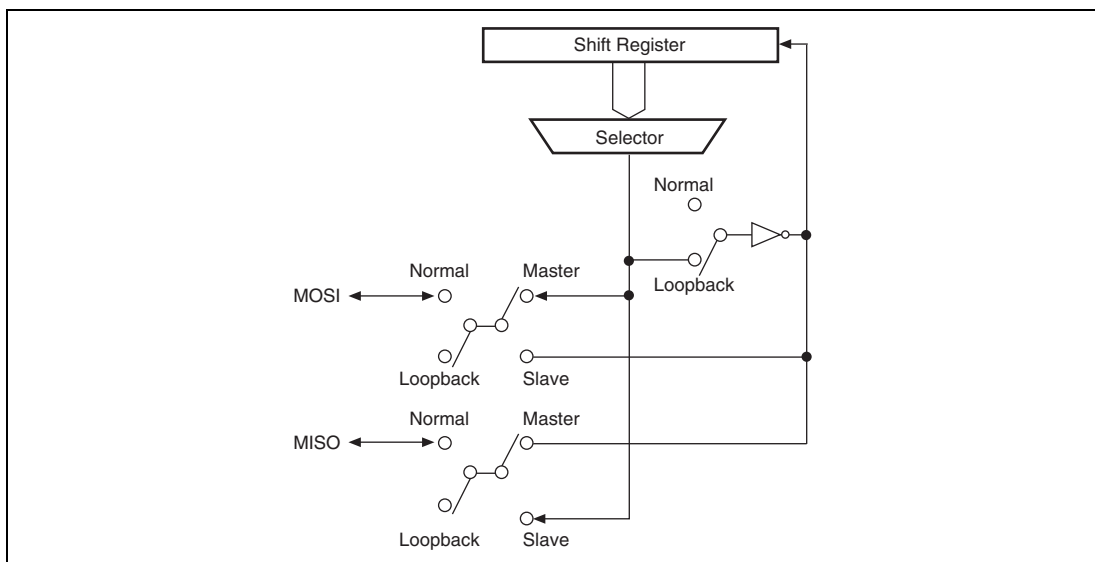 Shift Register
Selector
Normal
Loopback
Normal Master
MOSI
Loopback Slave
Normal Master
MISO
Loopback Slave